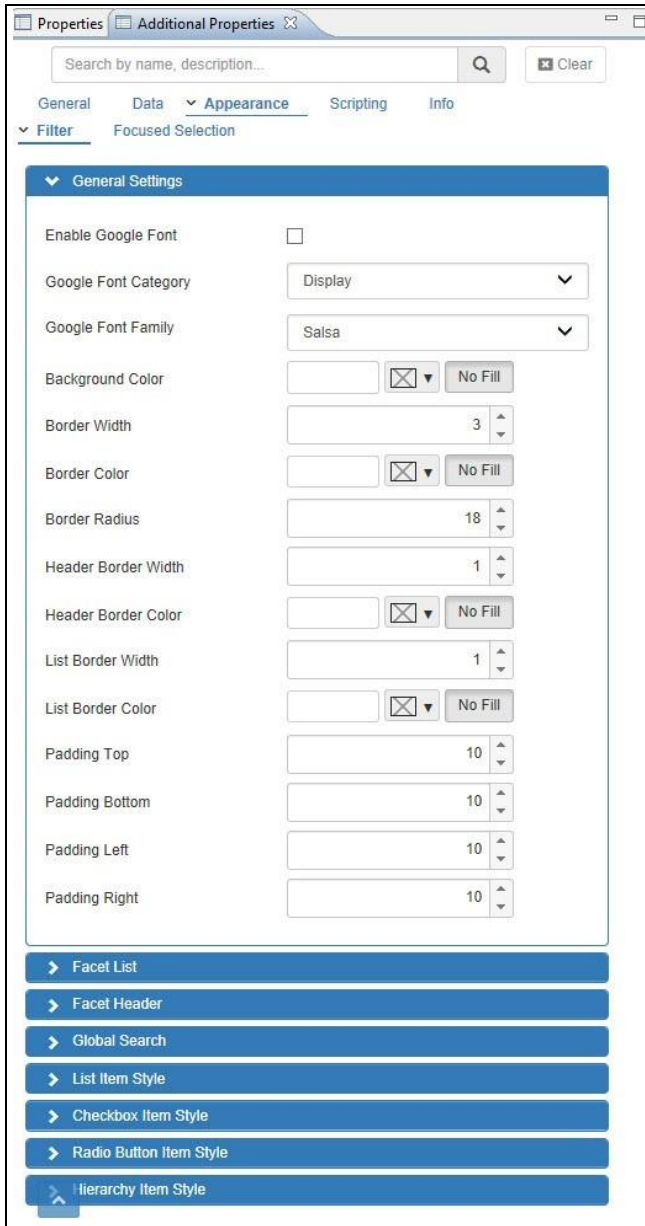 Properties Additional Properties
Search by name, description... Clear
General Data Appearance Scripting Info
Filter Focused Selection
General Settings
Enable Google Font
Google Font Category Display
Google Font Family Salsa
Background Color No Fill
Border Width 3
Border Color No Fill
Border Radius 18
Header Border Width 1
Header Border Color No Fill
List Border Width 1
List Border Color No Fill
Padding Top 10
Padding Bottom 10
Padding Left 10
Padding Right 10
Facet List
Facet Header
Global Search
List Item Style
Checkbox Item Style
Radio Button Item Style
Hierarchy Item Style